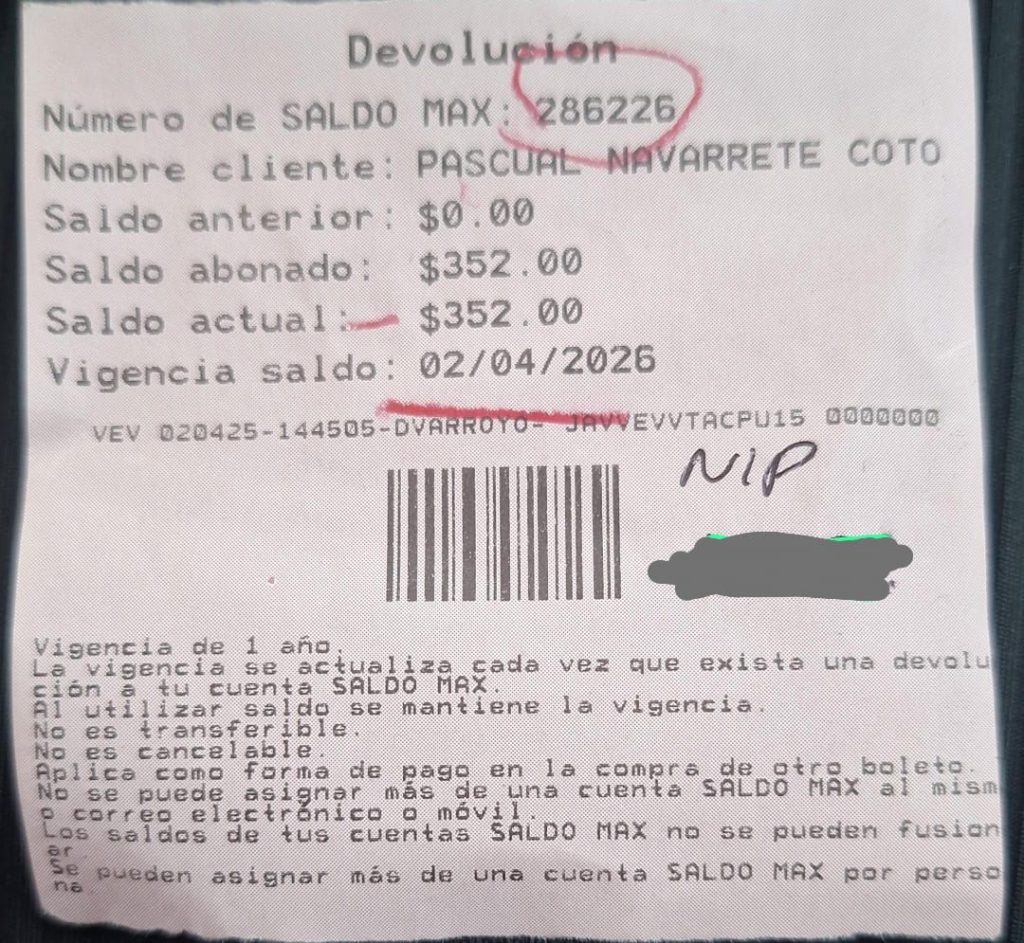 Devolución
Número de SALDO MAX: 286226
Nombre cliente: PASCUAL NAVARRETE COTO
Saldo anterior: $0.00
Saldo abonado: $352.00
Saldo actual: $352.00
Vigencia saldo: 02/04/2026
VEV 020425-144505-DVARROYO- JAVVEVVTACPU15 0000000
NIP
Vigencia de 1 año.
La vigencia se actualiza cada vez que exista una devolu
ción a tu cuenta SALDO MAX.
Al utilizar saldo se mantiene la vigencia.
No es transferible.
No es cancelable.
Aplica como forma de pago en la compra de otro boleto.
No se puede asignar más de una cuenta SALDO MAX al mism
o correo electrónico o móvil.
Los saldos de tus cuentas SALDO MAX no se pueden fusion
ar.
Se pueden asignar más de una cuenta SALDO MAX por perso
na.